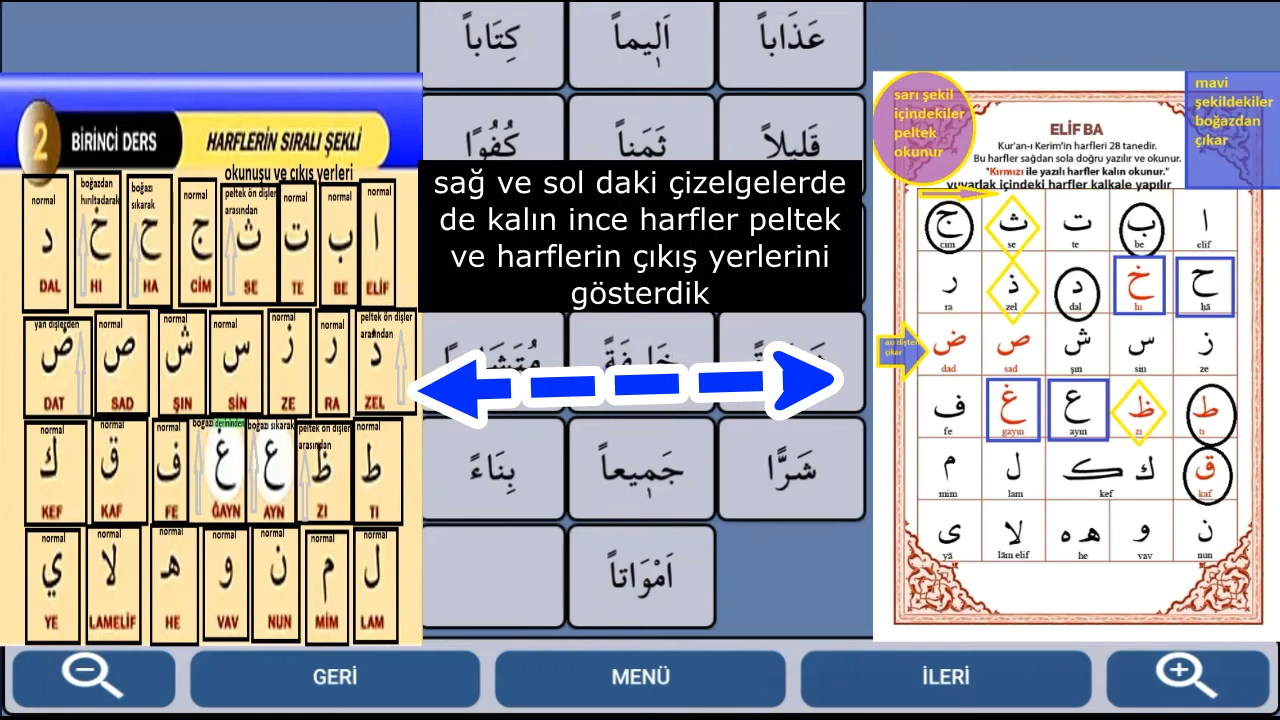 عَذَاباً اَلٖيماً كِتَاباً
قَلٖيلاً ثَمَناً كُفُوًا
شَرًّا جَمٖيعاً بِنَاءً
اَمْوَاتاً
sağ ve sol daki çizelgelerde
de kalın ince harfler peltek
ve harflerin çıkış yerlerini
gösterdik
2 BİRİNCİ DERS HARFLERİN SIRALI ŞEKLİ
okunuşu ve çıkış yerleri
normal normal normal peltek ön dişler arasından normal boğazı sıkarak boğazdan hırıltadarak normal
ا ب ت ث ج ح خ د
ELİF BE TE SE CİM HA HI DAL
peltek ön dişler arasından normal normal normal normal normal yan dişlerden
ذ ر ز س ش ص ض
ZEL RA ZE SİN ŞIN SAD DAT
normal peltek ön dişler arasından boğazı sıkarak boğazı derininden normal normal normal
ط ظ ع غ ف ق ك
TI ZI AYN ĞAYN FE KAF KEF
normal normal normal normal normal normal normal
ل م ن و هـ لا ي
LAM MİM NUN VAV HE LAMELİF YE
sarı şekil
içindekiler
peltek
okunur
mavi
şekildekiler
boğazdan
çıkar
ELİF BA
Kur'an-ı Kerim'in harfleri 28 tanedir.
Bu harfler sağdan sola doğru yazılır ve okunur.
"Kırmızı ile yazılı harfler kalın okunur."
yuvarlak içindeki harfler kalkale yapılır
ا ب ت ث ج
elif be te se cim
ح خ د ذ ر
hâ hı dal zel ra
ز س ش ص ض
ze sin şın sad dad
ط ظ ع غ ف
tı zı ayın gayın fe
ق ك ل م
kaf kef lam mim
ن و ه لا ى
nun vav he lâm elif yâ
GERİ MENÜ İLERİ